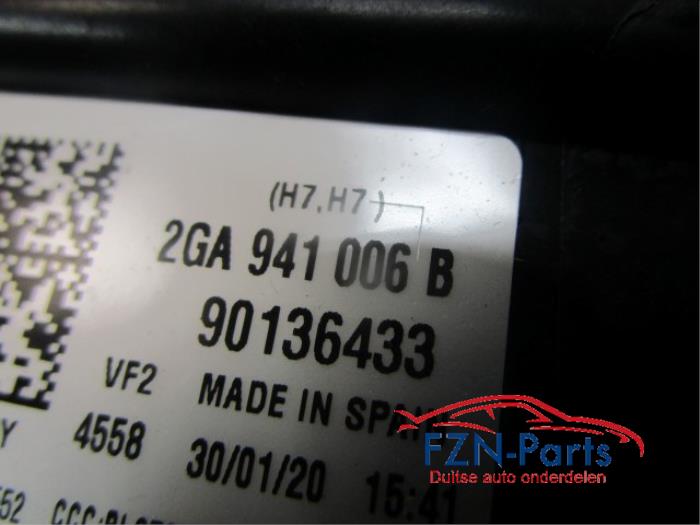 (H7,H7)
2GA 941 006 B
90136433
VF2 MADE IN SPAIN
4558 30/01/20 15:41
FZN-Parts
Duitse auto onderdelen